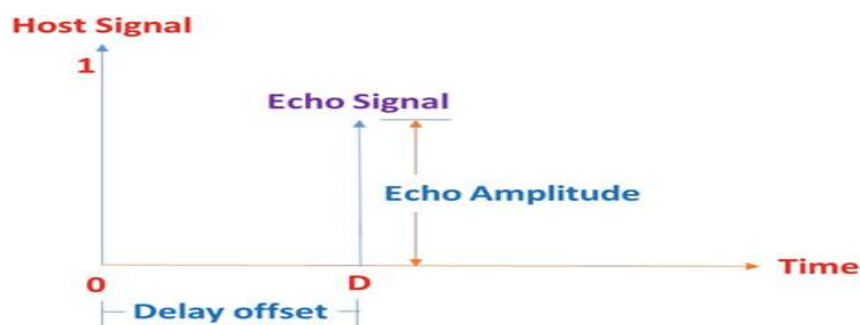 Host Signal
1
Echo Signal
Echo Amplitude
Time
0
D
Delay offset